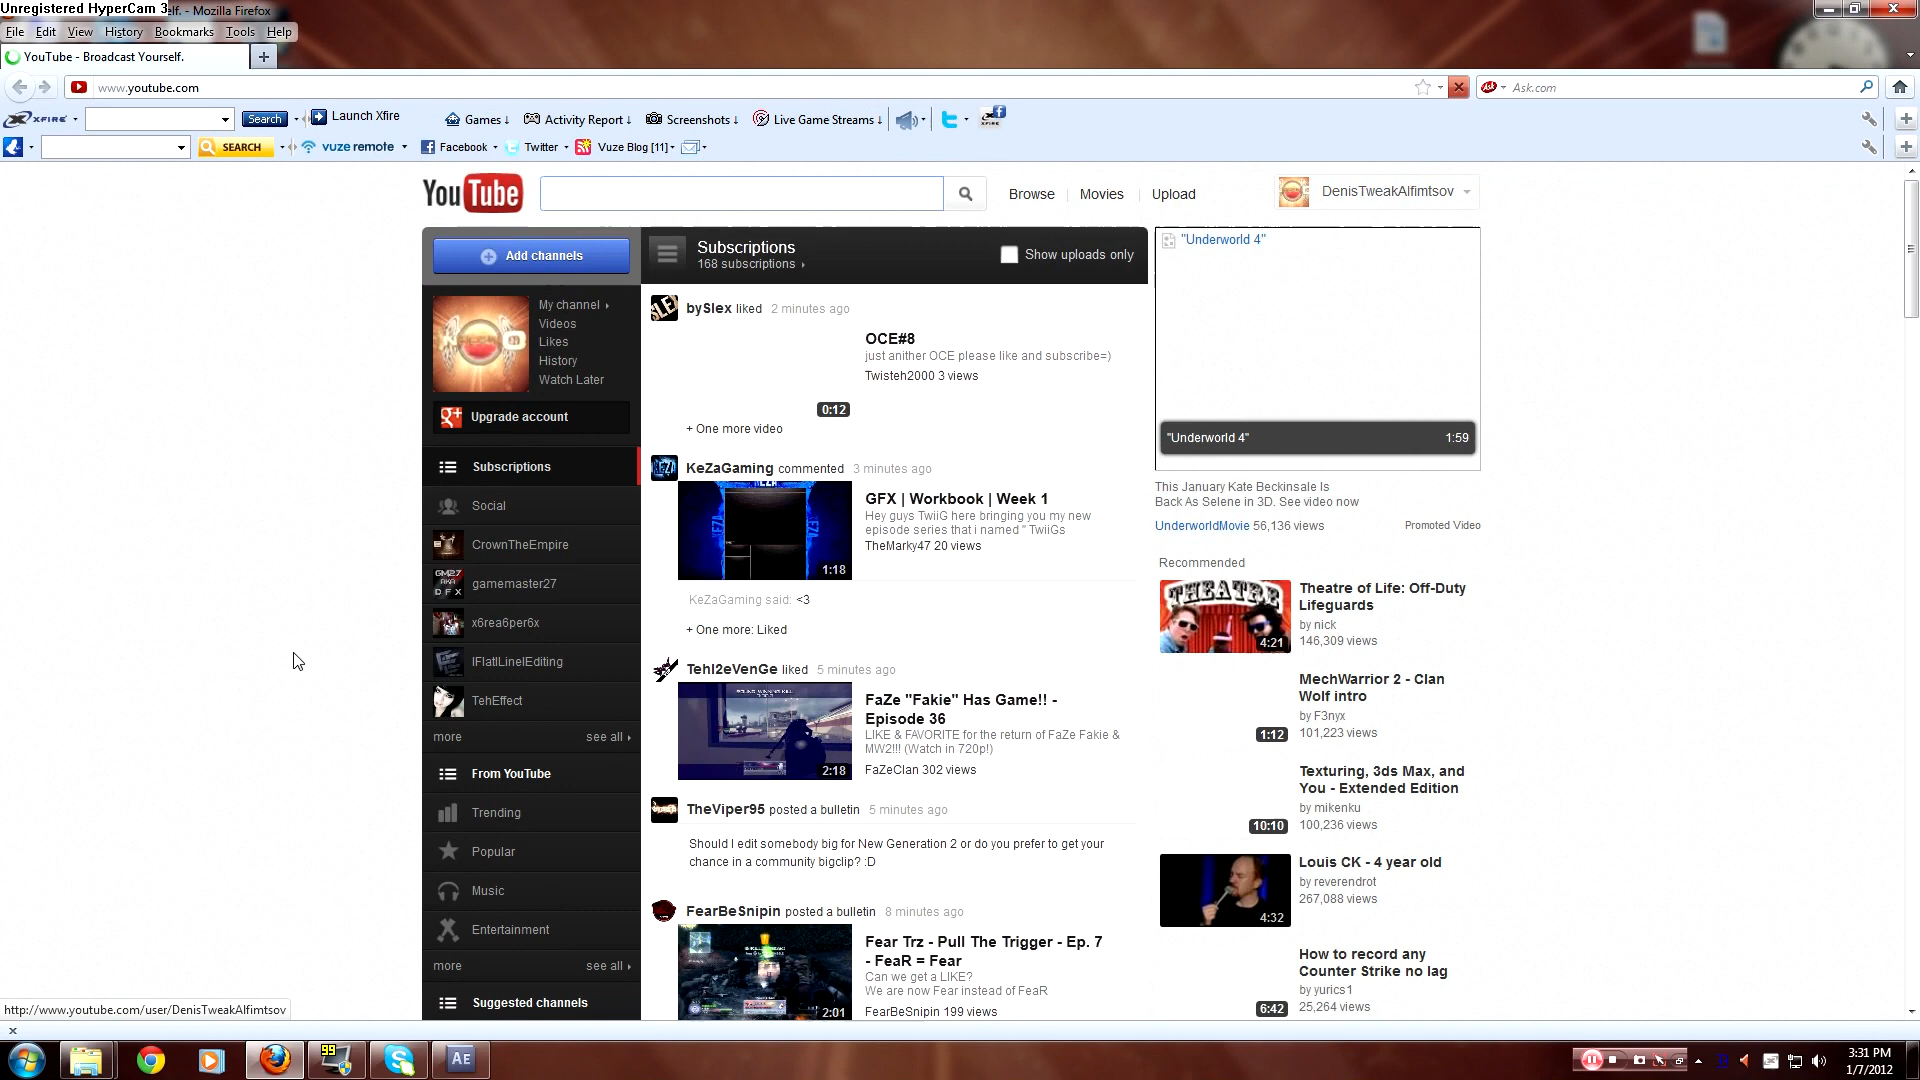 Unregistered HyperCam 3
elf. - Mozilla Firefox
File Edit View History Bookmarks Tools Help
YouTube - Broadcast Yourself.
www.youtube.com
Ask Ask.com
XFIRE Search Launch Xfire Games Activity Report Screenshots Live Game Streams
SEARCH vuze remote Facebook Twitter Vuze Blog [11]
YouTube Browse Movies Upload DenisTweakAlfimtsov
Add channels
My channel
Videos
Likes
History
Watch Later
Upgrade account
Subscriptions
Social
CrownTheEmpire
gamemaster27
x6rea6per6x
IFlatlLinelEditing
TehEffect
more see all
From YouTube
Trending
Popular
Music
Entertainment
more see all
Suggested channels
Subscriptions
168 subscriptions
Show uploads only
bySlex liked 2 minutes ago
OCE#8
just anither OCE please like and subscribe=)
Twisteh2000 3 views
0:12
+ One more video
KeZaGaming commented 3 minutes ago
GFX | Workbook | Week 1
Hey guys TwiiG here bringing you my new
episode series that i named " TwiiGs
TheMarky47 20 views
1:18
KeZaGaming said: <3
+ One more: Liked
Tehl2eVenGe liked 5 minutes ago
FaZe "Fakie" Has Game!! -
Episode 36
LIKE & FAVORITE for the return of FaZe Fakie &
MW2!!! (Watch in 720p!)
FaZeClan 302 views
2:18
TheViper95 posted a bulletin 5 minutes ago
Should I edit somebody big for New Generation 2 or do you prefer to get your
chance in a community bigclip? :D
FearBeSnipin posted a bulletin 8 minutes ago
Fear Trz - Pull The Trigger - Ep. 7
- FeaR = Fear
Can we get a LIKE?
We are now Fear instead of FeaR
FearBeSnipin 199 views
2:01
"Underworld 4"
"Underworld 4" 1:59
This January Kate Beckinsale Is
Back As Selene in 3D. See video now
UnderworldMovie 56,136 views Promoted Video
Recommended
THEATRE
Theatre of Life: Off-Duty
Lifeguards
by nick
146,309 views
4:21
MechWarrior 2 - Clan
Wolf intro
by F3nyx
101,223 views
1:12
Texturing, 3ds Max, and
You - Extended Edition
by mikenku
100,236 views
10:10
Louis CK - 4 year old
by reverendrot
267,088 views
4:32
How to record any
Counter Strike no lag
by yurics1
25,264 views
6:42
http://www.youtube.com/user/DenisTweakAlfimtsov
99
AE
3:31 PM
1/7/2012